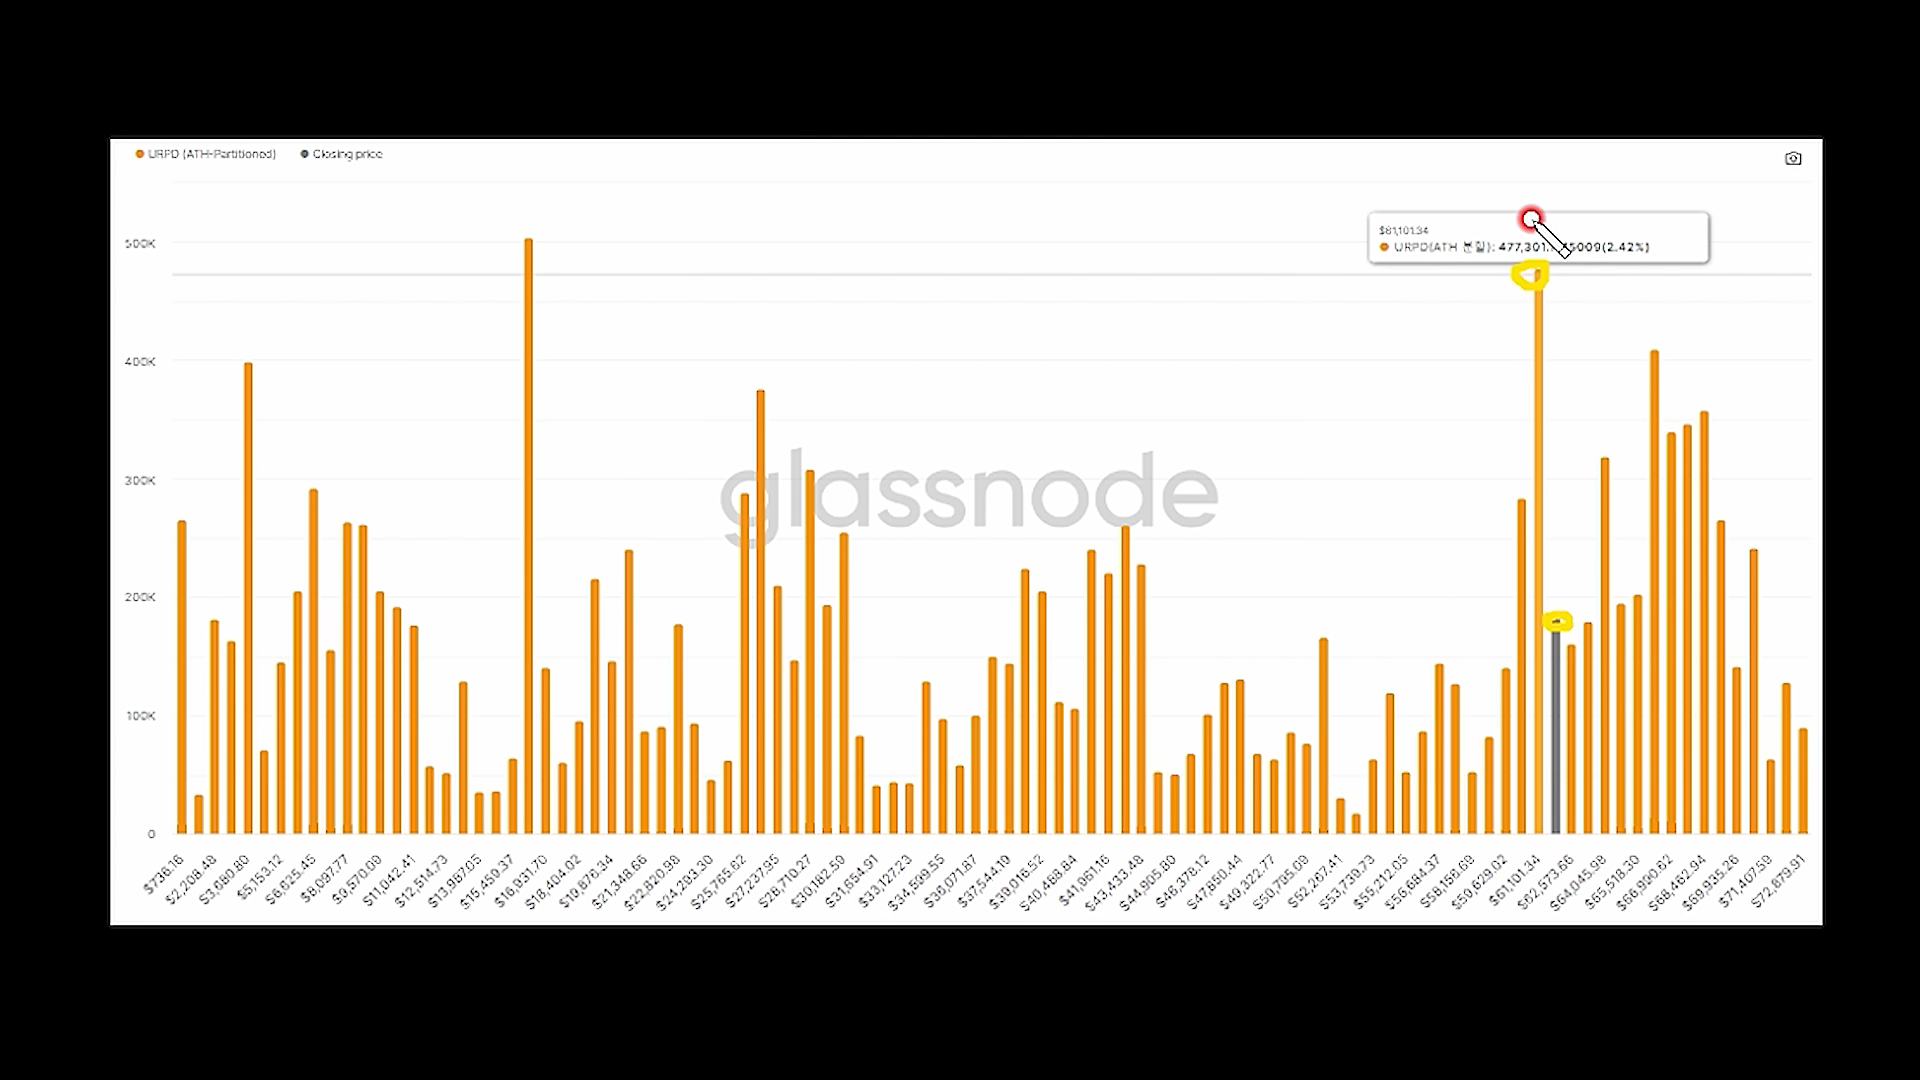 URPD (ATH-Partitioned) Closing price
$61,101.34
URPD(ATH 분할): 477,301. 5009(2.42%)
500K
400K
300K
200K
100K
0
glassnode
$736.16 $2,208.48 $3,680.80 $5,153.12 $6,625.45 $8,097.77 $9,570.09 $11,042.41 $12,514.73 $13,987.05 $15,459.37 $16,931.70 $18,404.02 $19,876.34 $21,348.66 $22,820.98 $24,293.30 $25,765.62 $27,237.95 $28,710.27 $30,182.59 $31,654.91 $33,127.23 $34,599.55 $36,071.87 $37,544.19 $39,016.52 $40,488.84 $41,961.16 $43,433.48 $44,905.80 $46,378.12 $47,850.44 $49,322.77 $50,795.09 $52,267.41 $53,739.73 $55,212.05 $56,684.37 $58,156.69 $59,629.02 $61,101.34 $62,573.66 $64,045.98 $65,518.30 $66,990.62 $68,462.94 $69,935.26 $71,407.59 $72,879.91